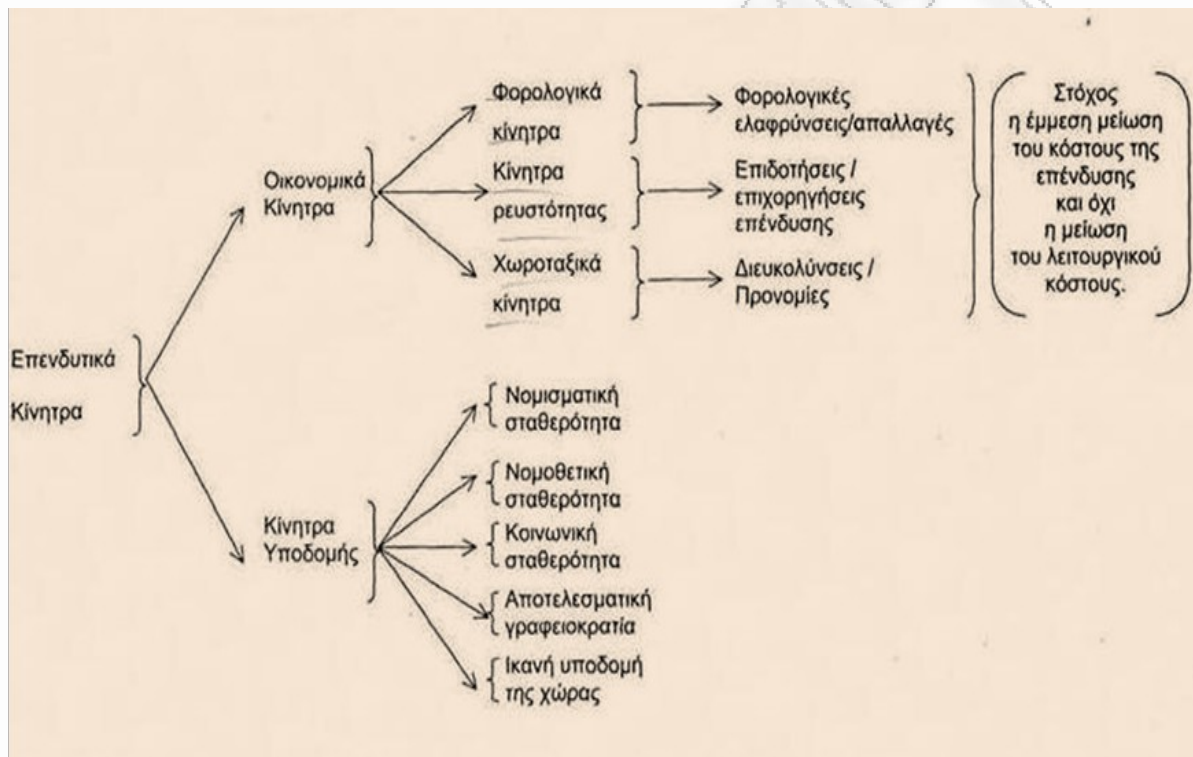 Επενδυτικά
Κίνητρα
Οικονομικά
Κίνητρα
Φορολογικά
κίνητρα
Φορολογικές
ελαφρύνσεις/απαλλαγές
Κίνητρα
ρευστότητας
Επιδοτήσεις /
επιχορηγήσεις
επένδυσης
Χωροταξικά
κίνητρα
Διευκολύνσεις /
Προνομίες
Στόχος
η έμμεση μείωση
του κόστους της
επένδυσης
και όχι
η μείωση
του λειτουργικού
κόστους.
Κίνητρα
Υποδομής
Νομισματική
σταθερότητα
Νομοθετική
σταθερότητα
Κοινωνική
σταθερότητα
Αποτελεσματική
γραφειοκρατία
Ικανή υποδομή
της χώρας